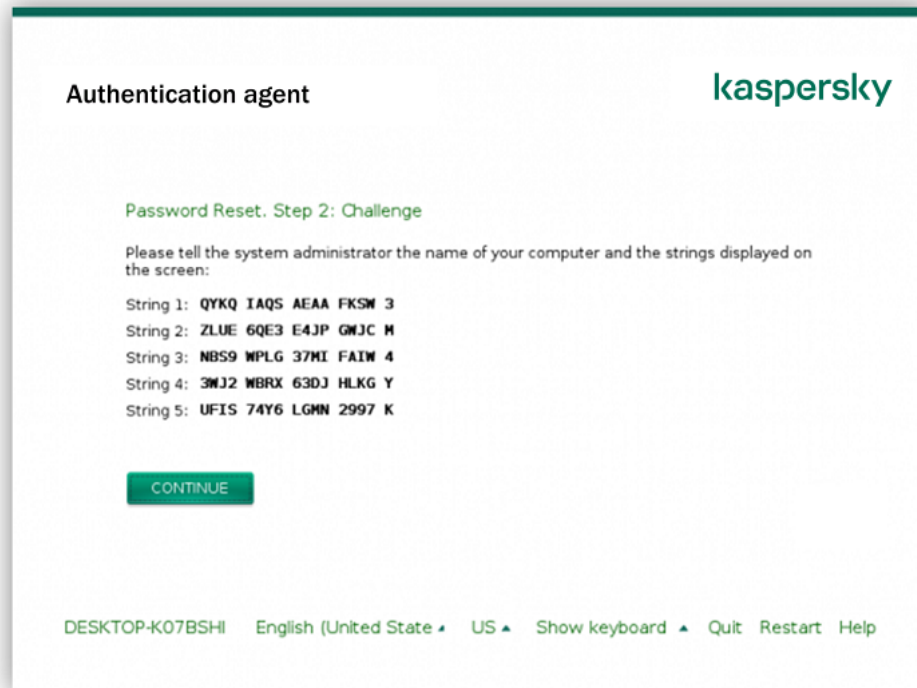 Authentication agent
kaspersky
Password Reset. Step 2: Challenge
Please tell the system administrator the name of your computer and the strings displayed on
the screen:
String 1: QYKQ IAQS AEAA FKSW 3
String 2: ZLUE 6QE3 E4JP GWJC M
String 3: NBS9 WPLG 37MI FAIW 4
String 4: 3WJ2 WBRX 63DJ HLKG Y
String 5: UFIS 74Y6 LGMN 2997 K
CONTINUE
DESKTOP-K07BSHI English (United State US Show keyboard Quit Restart Help